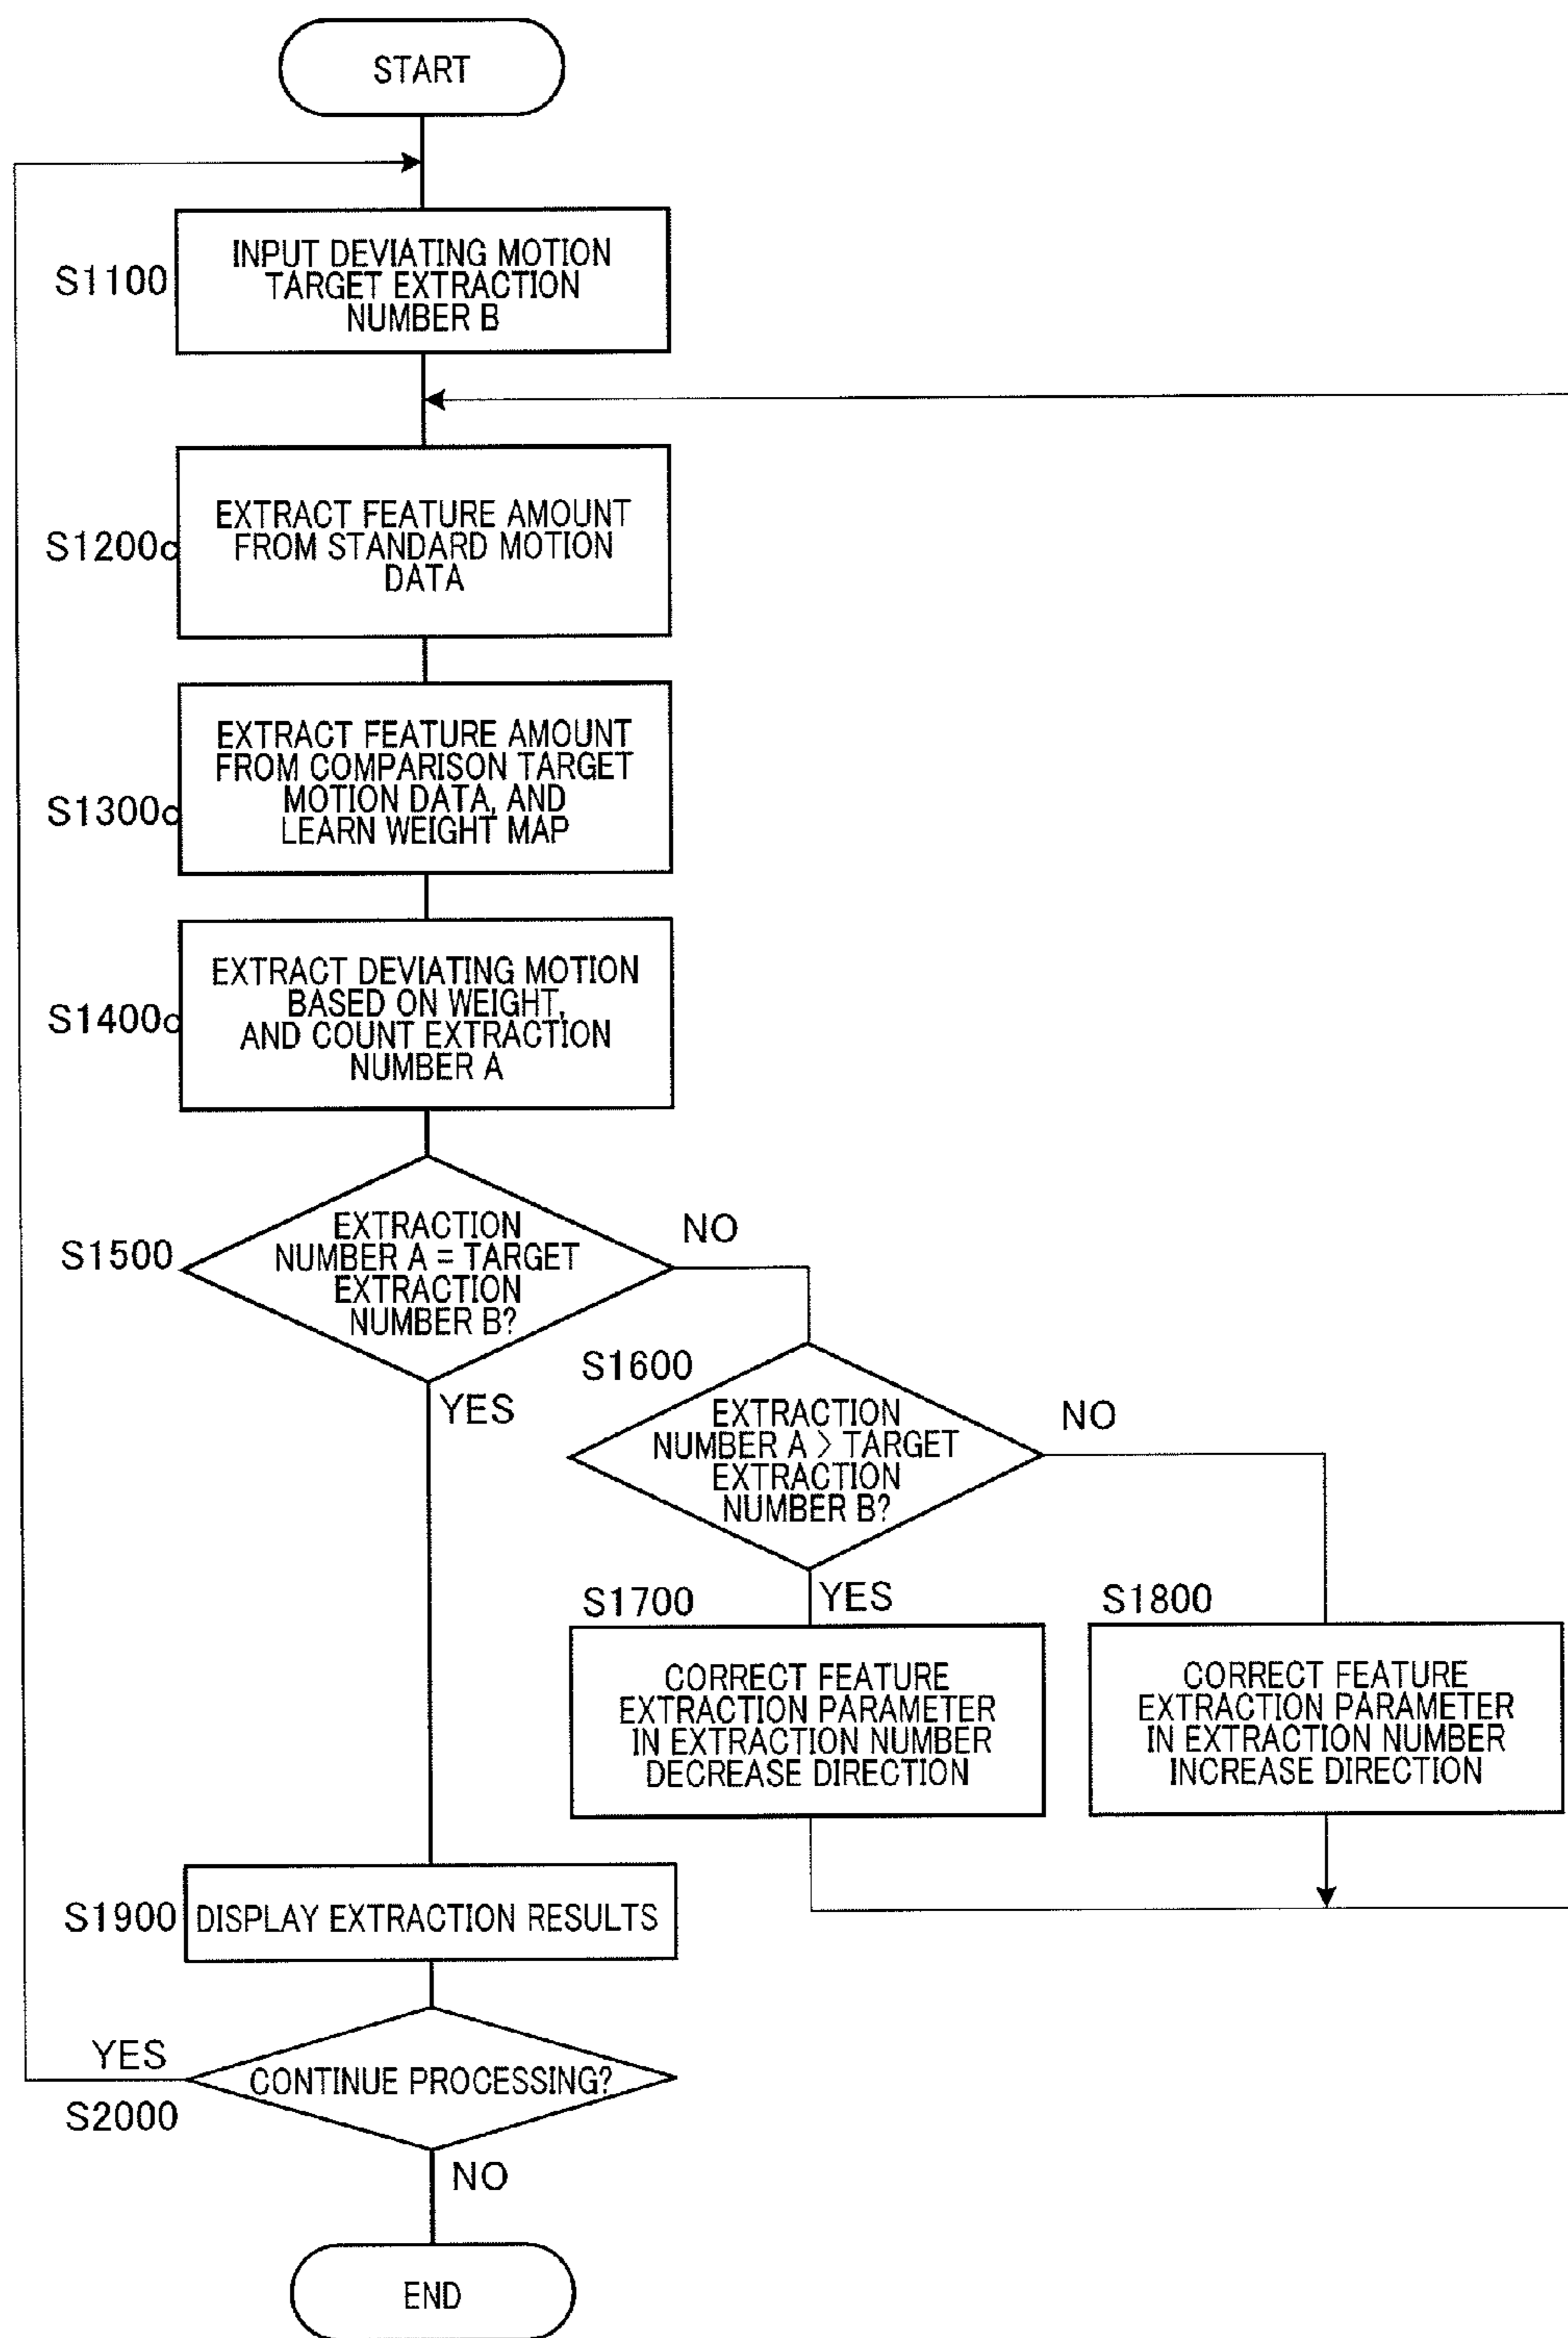 START
S1100
INPUT DEVIATING MOTION
TARGET EXTRACTION
NUMBER B
S1200c
EXTRACT FEATURE AMOUNT
FROM STANDARD MOTION
DATA
S1300c
EXTRACT FEATURE AMOUNT
FROM COMPARISON TARGET
MOTION DATA, AND
LEARN WEIGHT MAP
S1400c
EXTRACT DEVIATING MOTION
BASED ON WEIGHT,
AND COUNT EXTRACTION
NUMBER A
S1500
EXTRACTION
NUMBER A = TARGET
EXTRACTION
NUMBER B?
NO
YES
S1600
EXTRACTION
NUMBER A > TARGET
EXTRACTION
NUMBER B?
NO
YES
S1700
CORRECT FEATURE
EXTRACTION PARAMETER
IN EXTRACTION NUMBER
DECREASE DIRECTION
S1800
CORRECT FEATURE
EXTRACTION PARAMETER
IN EXTRACTION NUMBER
INCREASE DIRECTION
S1900
DISPLAY EXTRACTION RESULTS
YES
S2000
CONTINUE PROCESSING?
NO
END